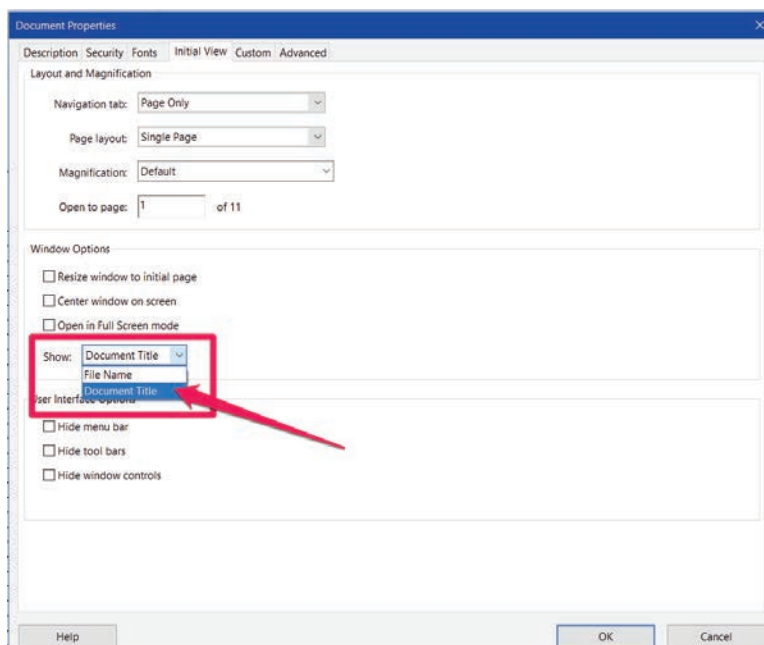 Document Properties
Description Security Fonts Initial View Custom Advanced
Layout and Magnification
Navigation tab: Page Only
Page layout: Single Page
Magnification: Default
Open to page: 1 of 11
Window Options
Resize window to initial page
Center window on screen
Open in Full Screen mode
Show: Document Title
File Name
Document Title
User Interface Options
Hide menu bar
Hide tool bars
Hide window controls
Help OK Cancel